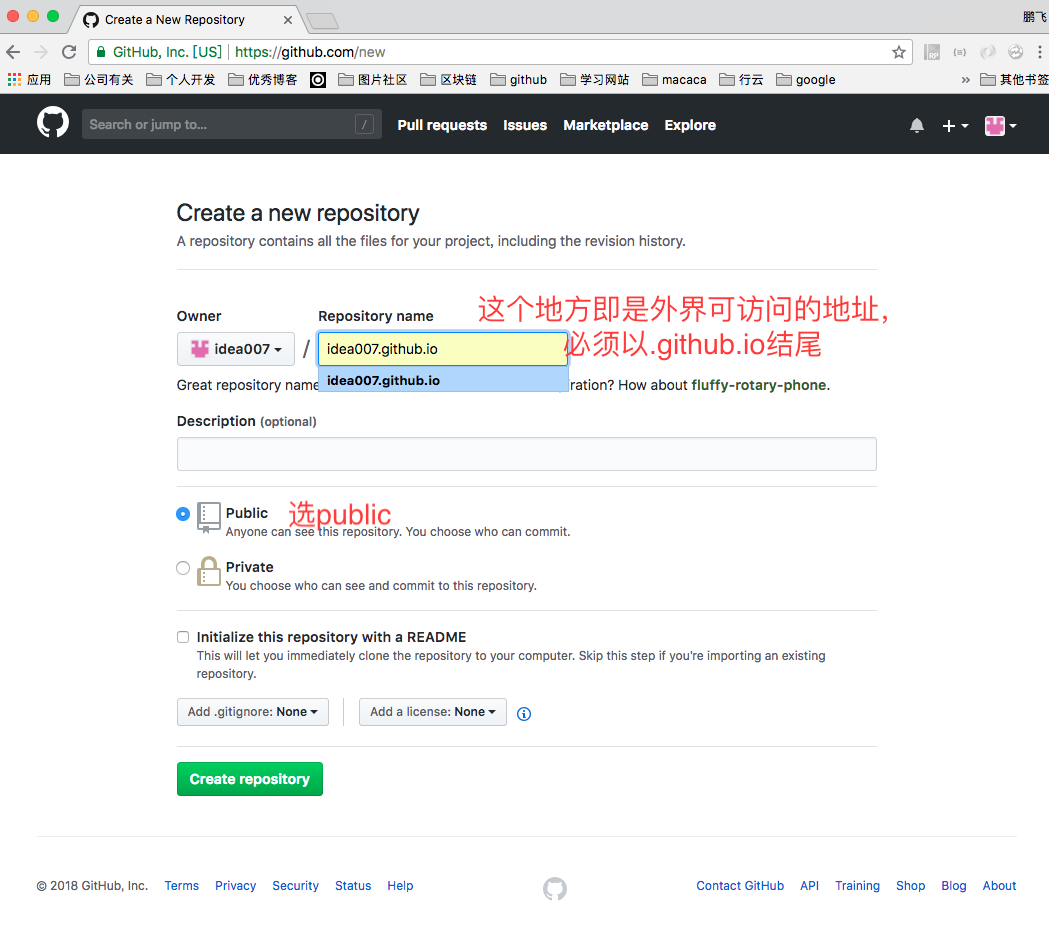 Create a New Repository
鹏飞
GitHub, Inc. [US] | https://github.com/new
应用 公司有关 个人开发 优秀博客 图片社区 区块链 github 学习网站 macaca 行云 google » 其他书签
Search or jump to... /
Pull requests Issues Marketplace Explore
Create a new repository
A repository contains all the files for your project, including the revision history.
Owner
Repository name
这个地方即是外界可访问的地址,
必须以.github.io结尾
idea007 / idea007.github.io
idea007.github.io
Great repository name ration? How about fluffy-rotary-phone.
Description (optional)
Public
选public
Anyone can see this repository. You choose who can commit.
Private
You choose who can see and commit to this repository.
Initialize this repository with a README
This will let you immediately clone the repository to your computer. Skip this step if you're importing an existing
repository.
Add .gitignore: None Add a license: None
Create repository
© 2018 GitHub, Inc. Terms Privacy Security Status Help Contact GitHub API Training Shop Blog About